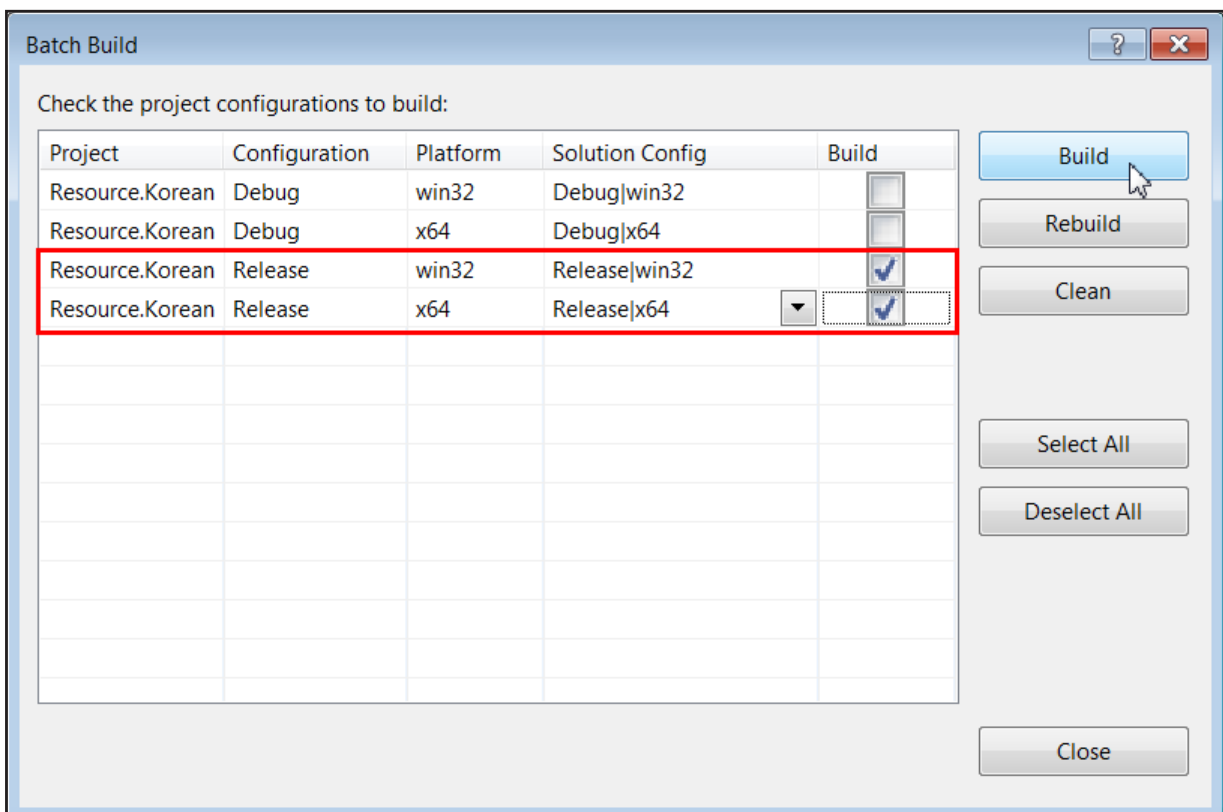 Batch Build
Check the project configurations to build:
Project Configuration Platform Solution Config Build
Resource.Korean Debug win32 Debug|win32
Resource.Korean Debug x64 Debug|x64
Resource.Korean Release win32 Release|win32
Resource.Korean Release x64 Release|x64
Build
Rebuild
Clean
Select All
Deselect All
Close